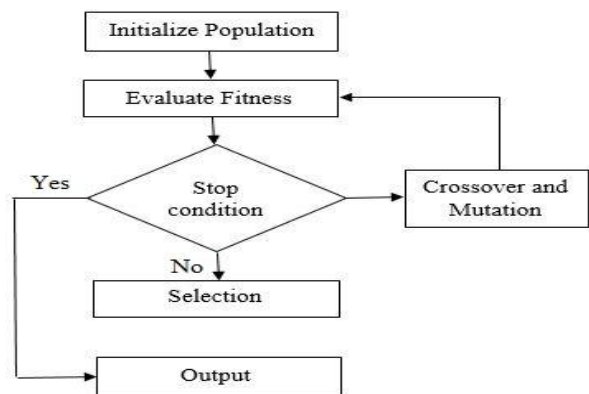 Initialize Population
Evaluate Fitness
Yes
Stop
condition
Crossover and
Mutation
No
Selection
Output